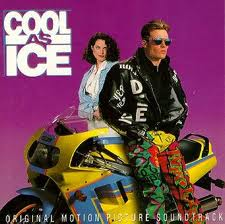 COOL
AS
ICE
ORIGINAL MOTION PICTURE SOUNDTRACK